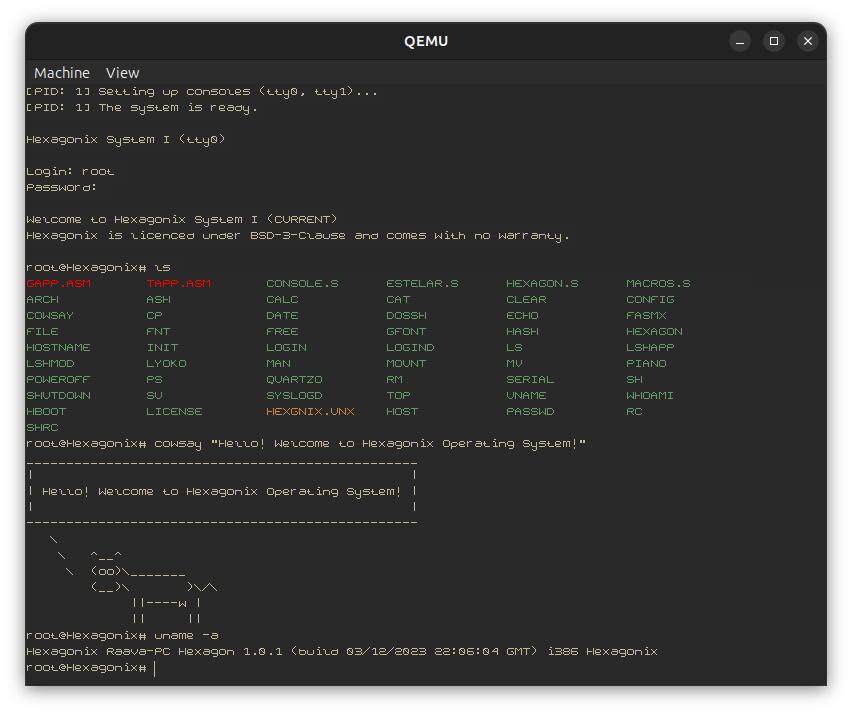 QEMU
Machine View
[PID: 1] Setting up consoles (tty0, tty1)...
[PID: 1] The system is ready.
Hexagonix System I (tty0)
Login: root
Password:
Welcome to Hexagonix System I (CURRENT)
Hexagonix is licenced under BSD-3-Clause and comes with no warranty.
root@Hexagonix# ls
GAPP.ASM TAPP.ASM CONSOLE.S ESTELAR.S HEXAGON.S MACROS.S
ARCH ASH CALC CAT CLEAR CONFIG
COWSAY CP DATE DOSSH ECHO FASMX
FILE FNT FREE GFONT HASH HEXAGON
HOSTNAME INIT LOGIN LOGIND LS LSHAPP
LSHMOD LYOKO MAN MOUNT MV PIANO
POWEROFF PS QUARTZO RM SERIAL SH
SHUTDOWN SU SYSLOGD TOP UNAME WHOAMI
HBOOT LICENSE HEXGNIX.UNX HOST PASSWD RC
SHRC
root@Hexagonix# cowsay "Hello! Welcome to Hexagonix Operating System!"
-------------------------------------------------
|                                               |
| Hello! Welcome to Hexagonix Operating System! |
|                                               |
-------------------------------------------------
   \
    \   ^__^
     \  (oo)\_______
        (__)\       )\/\
             ||----w |
             ||     ||
root@Hexagonix# uname -a
Hexagonix Raava-PC Hexagon 1.0.1 (build 03/12/2023 22:06:04 GMT) i386 Hexagonix
root@Hexagonix#